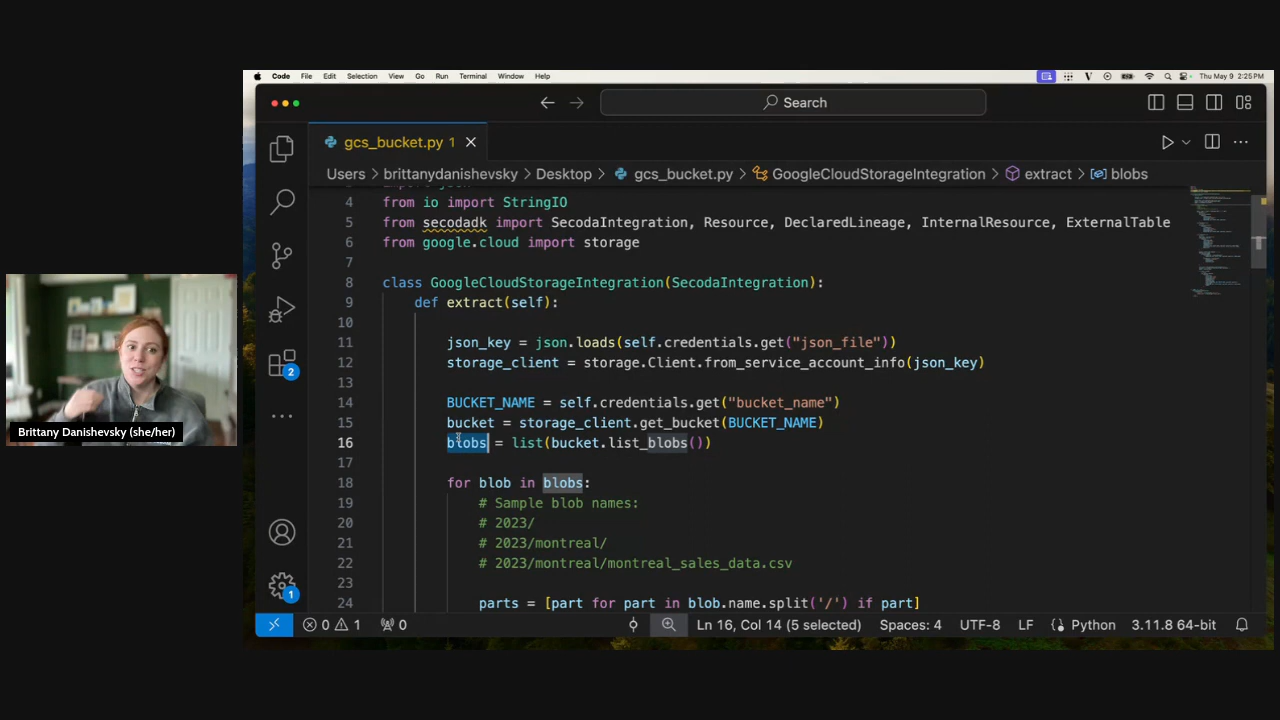 Code File Edit Selection View Go Run Terminal Window Help Thu May 9 2:25 PM
Search
gcs_bucket.py 1
Users > brittanydanishevsky > Desktop > gcs_bucket.py > GoogleCloudStorageIntegration > extract > blobs
4 from io import StringIO
5 from secodadk import SecodaIntegration, Resource, DeclaredLineage, InternalResource, ExternalTable
6 from google.cloud import storage
7
8 class GoogleCloudStorageIntegration(SecodaIntegration):
9 def extract(self):
10
11 json_key = json.loads(self.credentials.get("json_file"))
12 storage_client = storage.Client.from_service_account_info(json_key)
13
14 BUCKET_NAME = self.credentials.get("bucket_name")
15 bucket = storage_client.get_bucket(BUCKET_NAME)
16 blobs = list(bucket.list_blobs())
17
18 for blob in blobs:
19 # Sample blob names:
20 # 2023/
21 # 2023/montreal/
22 # 2023/montreal/montreal_sales_data.csv
23
24 parts = [part for part in blob.name.split('/') if part]
2
1
Brittany Danishevsky (she/her)
0 1 0 Ln 16, Col 14 (5 selected) Spaces: 4 UTF-8 LF Python 3.11.8 64-bit